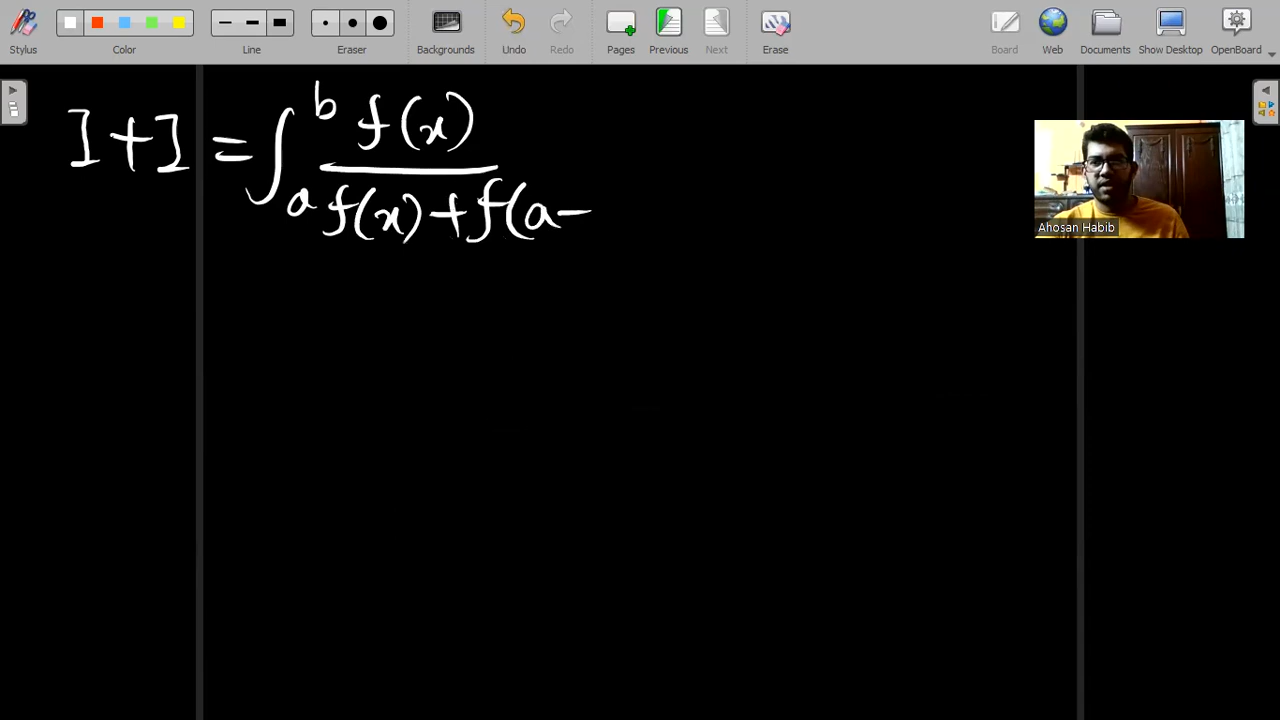 Stylus Color Line Eraser Backgrounds Undo Redo Pages Previous Next Erase Board Web Documents Show Desktop OpenBoard
I + I = ∫_a^b f(x) / f(x) + f(a-
Ahosan Habib